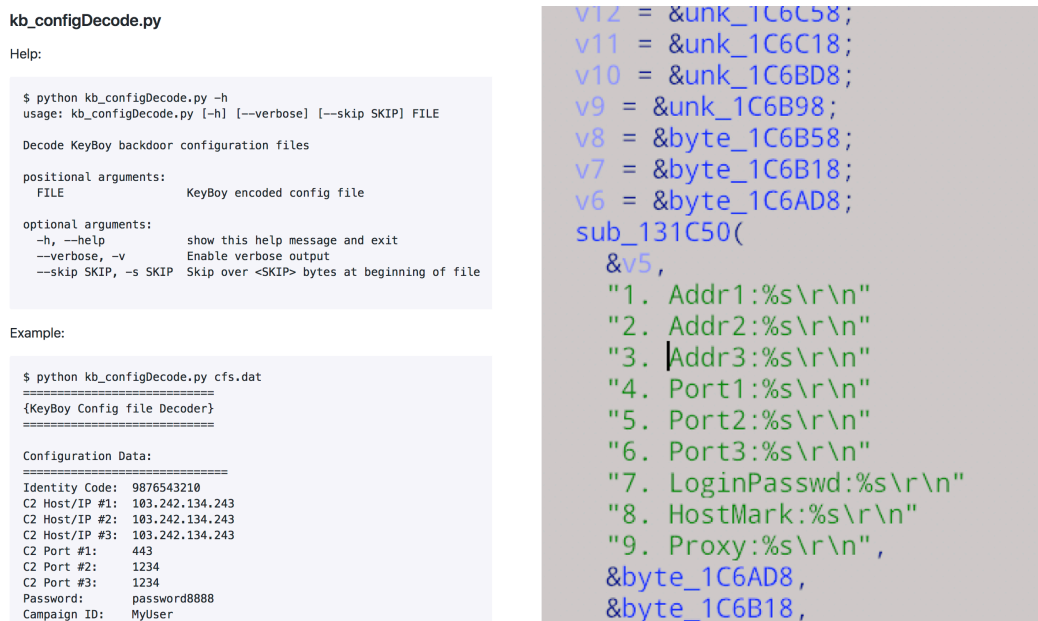 kb_configDecode.py
Help:
$ python kb_configDecode.py -h
usage: kb_configDecode.py [-h] [--verbose] [--skip SKIP] FILE
Decode KeyBoy backdoor configuration files
positional arguments:
  FILE                  KeyBoy encoded config file
optional arguments:
  -h, --help            show this help message and exit
  --verbose, -v         Enable verbose output
  --skip SKIP, -s SKIP  Skip over <SKIP> bytes at beginning of file
Example:
$ python kb_configDecode.py cfs.dat
============================
{KeyBoy Config file Decoder}
============================
Configuration Data:
==============================
Identity Code:  9876543210
C2 Host/IP #1:  103.242.134.243
C2 Host/IP #2:  103.242.134.243
C2 Host/IP #3:  103.242.134.243
C2 Port #1:     443
C2 Port #2:     1234
C2 Port #3:     1234
Password:       password8888
Campaign ID:    MyUser
v12 = &unk_1C6C58;
v11 = &unk_1C6C18;
v10 = &unk_1C6BD8;
v9 = &unk_1C6B98;
v8 = &byte_1C6B58;
v7 = &byte_1C6B18;
v6 = &byte_1C6AD8;
sub_131C50(
  &v5,
  "1. Addr1:%s\r\n"
  "2. Addr2:%s\r\n"
  "3. Addr3:%s\r\n"
  "4. Port1:%s\r\n"
  "5. Port2:%s\r\n"
  "6. Port3:%s\r\n"
  "7. LoginPasswd:%s\r\n"
  "8. HostMark:%s\r\n"
  "9. Proxy:%s\r\n",
  &byte_1C6AD8,
  &byte_1C6B18,